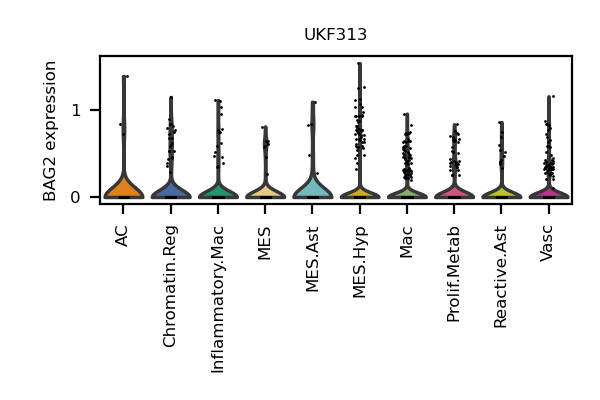 UKF313
BAG2 expression
1
0
AC
Chromatin.Reg
Inflammatory.Mac
MES
MES.Ast
MES.Hyp
Mac
Prolif.Metab
Reactive.Ast
Vasc